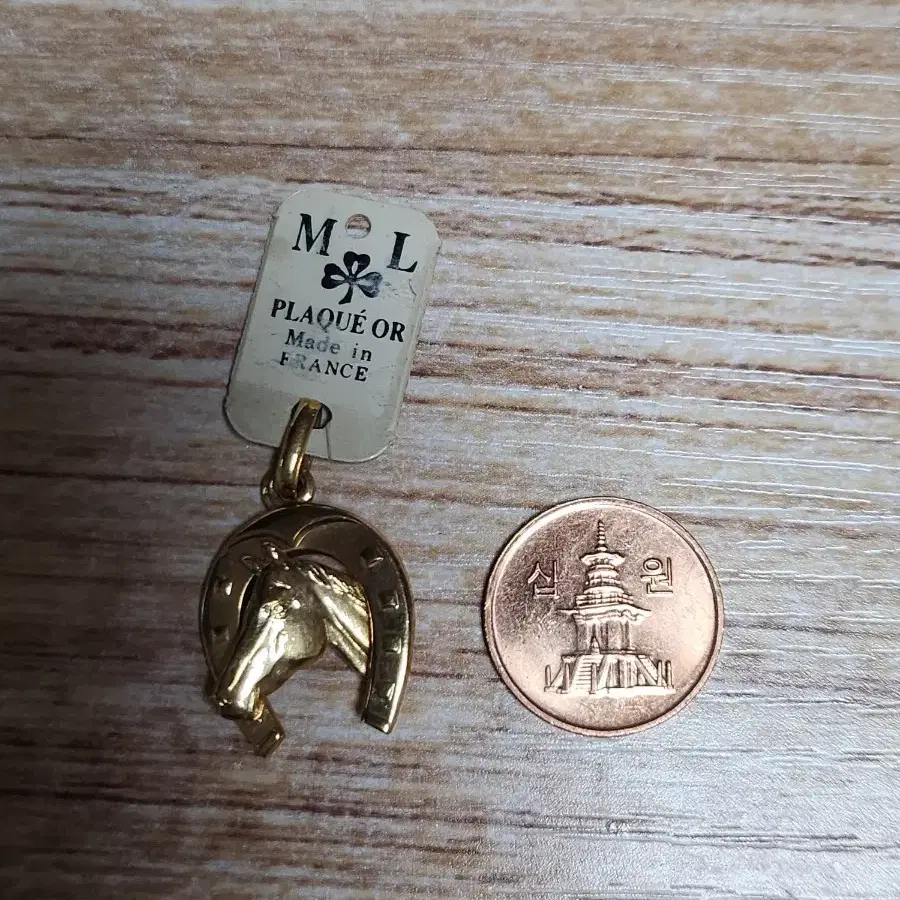 M L
PLAQUÉ OR
Made in
FRANCE
십 원